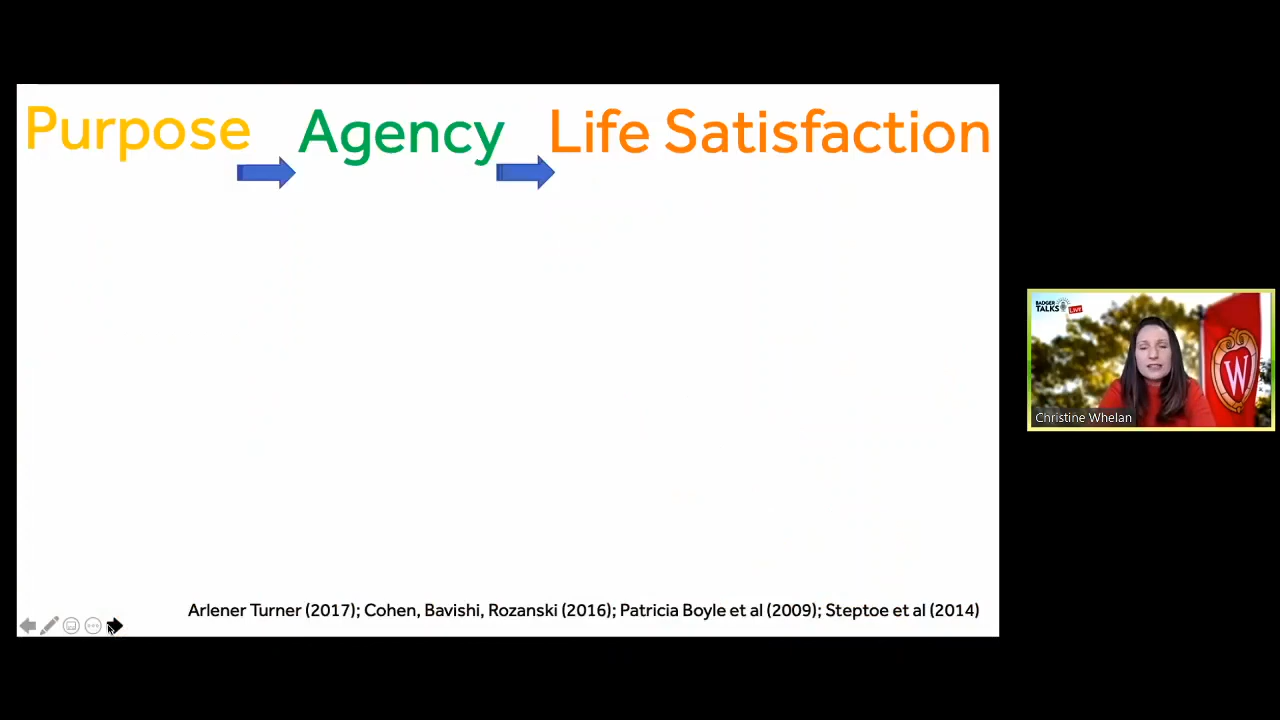 Purpose
Agency
Life Satisfaction
Arlener Turner (2017); Cohen, Bavishi, Rozanski (2016); Patricia Boyle et al (2009); Steptoe et al (2014)
BADGER
TALKS LIVE
W
Christine Whelan